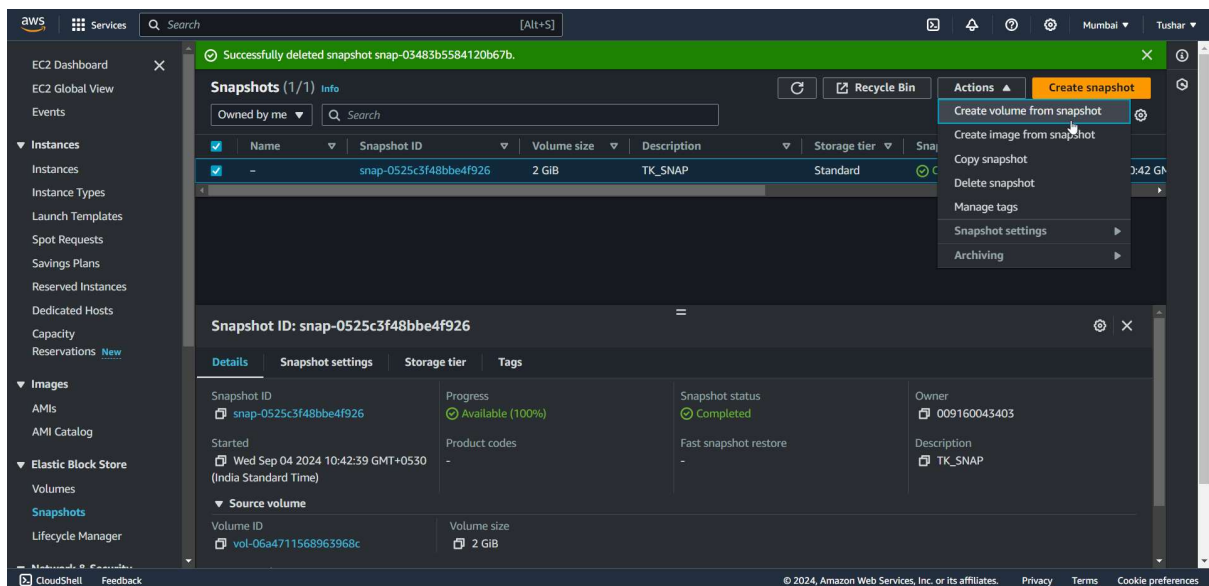 aws Services Search [Alt+S] Mumbai Tushar
EC2 Dashboard
EC2 Global View
Events
Instances
Instances
Instance Types
Launch Templates
Spot Requests
Savings Plans
Reserved Instances
Dedicated Hosts
Capacity
Reservations New
Images
AMIs
AMI Catalog
Elastic Block Store
Volumes
Snapshots
Lifecycle Manager
Network & Security
Successfully deleted snapshot snap-03483b5584120b67b.
Snapshots (1/1) Info Recycle Bin Actions Create snapshot
Owned by me Search
Name Snapshot ID Volume size Description Storage tier
– snap-0525c3f48bbe4f926 2 GiB TK_SNAP Standard
Create volume from snapshot
Create image from snapshot
Copy snapshot
Delete snapshot
Manage tags
Snapshot settings
Archiving
Snapshot ID: snap-0525c3f48bbe4f926
Details Snapshot settings Storage tier Tags
Snapshot ID Progress Snapshot status Owner
snap-0525c3f48bbe4f926 Available (100%) Completed 009160043403
Started Product codes Fast snapshot restore Description
Wed Sep 04 2024 10:42:39 GMT+0530 – – TK_SNAP
(India Standard Time)
Source volume
Volume ID Volume size
vol-06a4711568963968c 2 GiB
CloudShell Feedback © 2024, Amazon Web Services, Inc. or its affiliates. Privacy Terms Cookie preferences